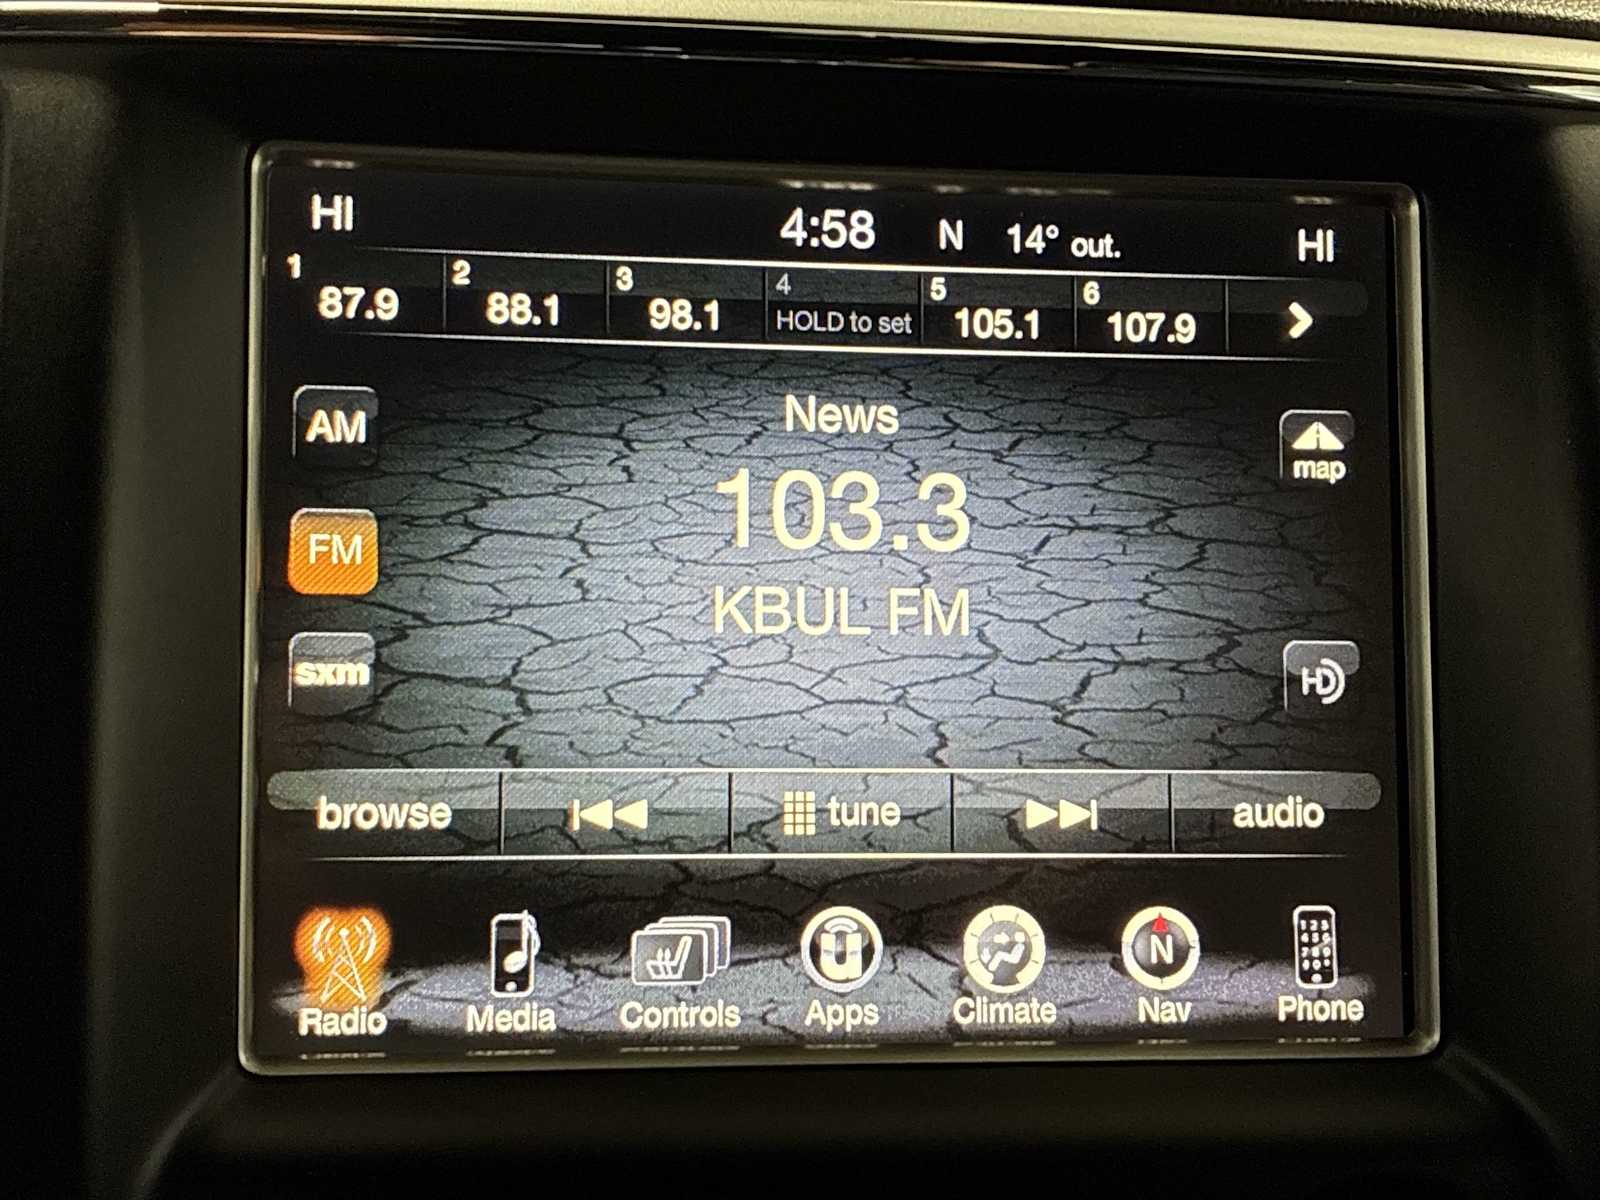 HI 4:58 N 14° out. HI
1 87.9 2 88.1 3 98.1 4 HOLD to set 5 105.1 6 107.9
AM
News
map
103.3
FM
KBUL FM
sxm
HD
browse tune audio
Radio Media Controls Apps Climate N Nav Phone